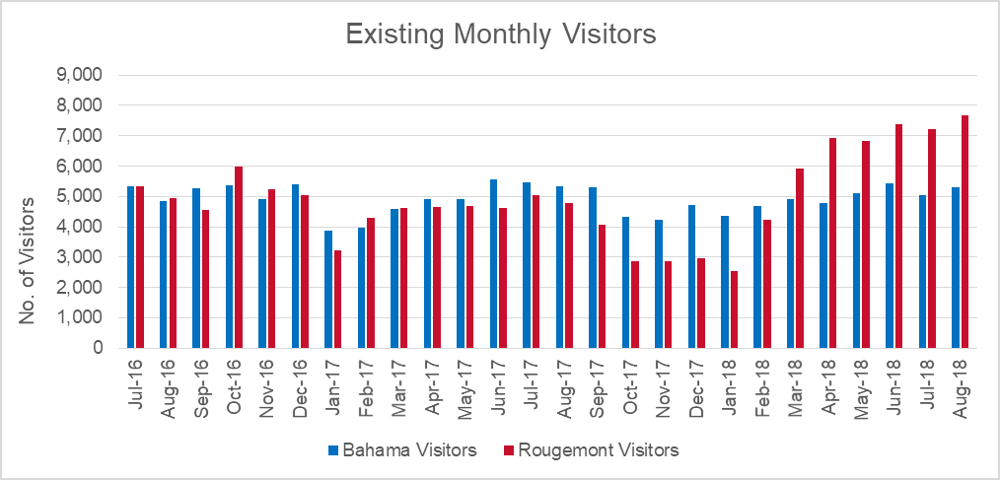 Existing Monthly Visitors
No. of Visitors
9,000
8,000
7,000
6,000
5,000
4,000
3,000
2,000
1,000
0
Jul-16
Aug-16
Sep-16
Oct-16
Nov-16
Dec-16
Jan-17
Feb-17
Mar-17
Apr-17
May-17
Jun-17
Jul-17
Aug-17
Sep-17
Oct-17
Nov-17
Dec-17
Jan-18
Feb-18
Mar-18
Apr-18
May-18
Jun-18
Jul-18
Aug-18
Bahama Visitors Rougemont Visitors